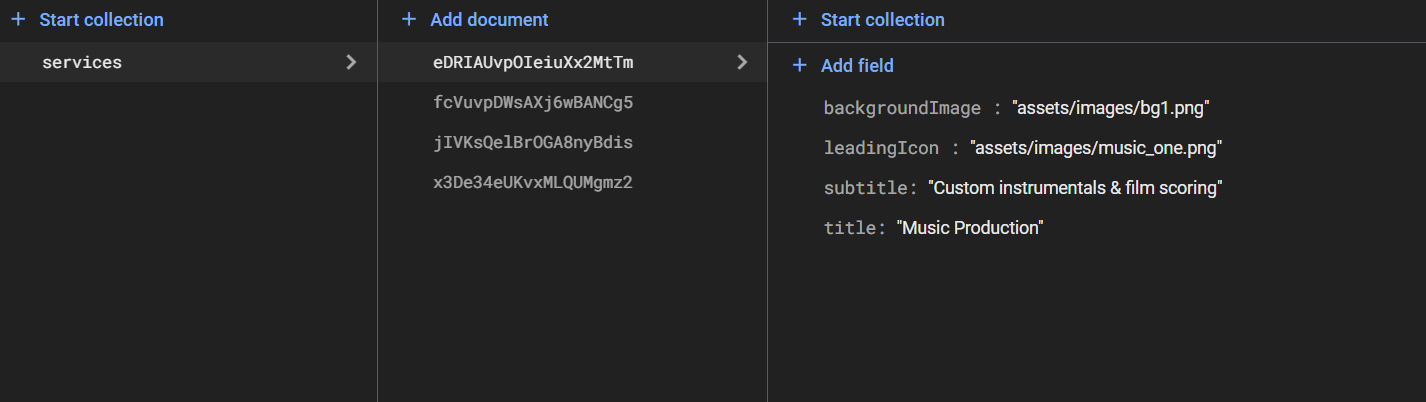 + Start collection
services
+ Add document
eDRIAUvpOIeiuXx2MtTm
fcVuvpDWsAXj6wBANCg5
jIVKsQelBrOGA8nyBdis
x3De34eUKvxMLQUMgmz2
+ Start collection
+ Add field
backgroundImage : "assets/images/bg1.png"
leadingIcon : "assets/images/music_one.png"
subtitle: "Custom instrumentals & film scoring"
title: "Music Production"